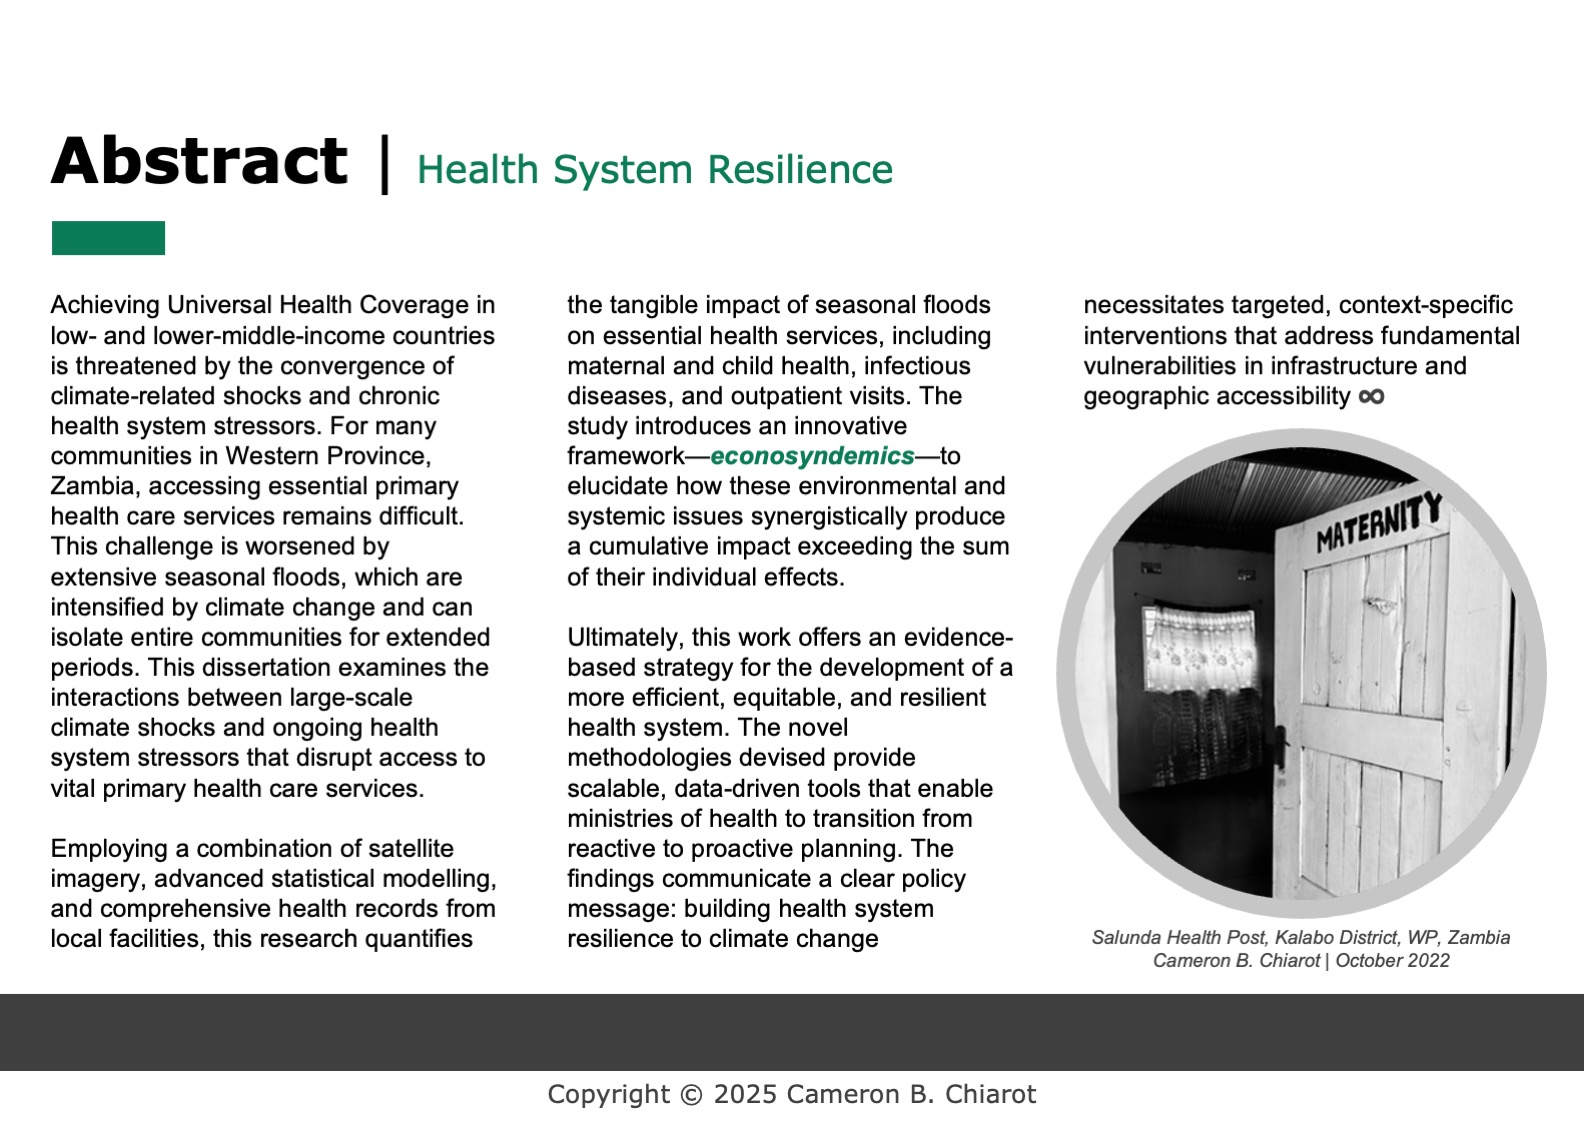 Abstract | Health System Resilience
Achieving Universal Health Coverage in
low- and lower-middle-income countries
is threatened by the convergence of
climate-related shocks and chronic
health system stressors. For many
communities in Western Province,
Zambia, accessing essential primary
health care services remains difficult.
This challenge is worsened by
extensive seasonal floods, which are
intensified by climate change and can
isolate entire communities for extended
periods. This dissertation examines the
interactions between large-scale
climate shocks and ongoing health
system stressors that disrupt access to
vital primary health care services.
Employing a combination of satellite
imagery, advanced statistical modelling,
and comprehensive health records from
local facilities, this research quantifies
the tangible impact of seasonal floods
on essential health services, including
maternal and child health, infectious
diseases, and outpatient visits. The
study introduces an innovative
framework—econosyndemics—to
elucidate how these environmental and
systemic issues synergistically produce
a cumulative impact exceeding the sum
of their individual effects.
Ultimately, this work offers an evidence-
based strategy for the development of a
more efficient, equitable, and resilient
health system. The novel
methodologies devised provide
scalable, data-driven tools that enable
ministries of health to transition from
reactive to proactive planning. The
findings communicate a clear policy
message: building health system
resilience to climate change
necessitates targeted, context-specific
interventions that address fundamental
vulnerabilities in infrastructure and
geographic accessibility ∞
MATERNITY
Salunda Health Post, Kalabo District, WP, Zambia
Cameron B. Chiarot | October 2022
Copyright © 2025 Cameron B. Chiarot